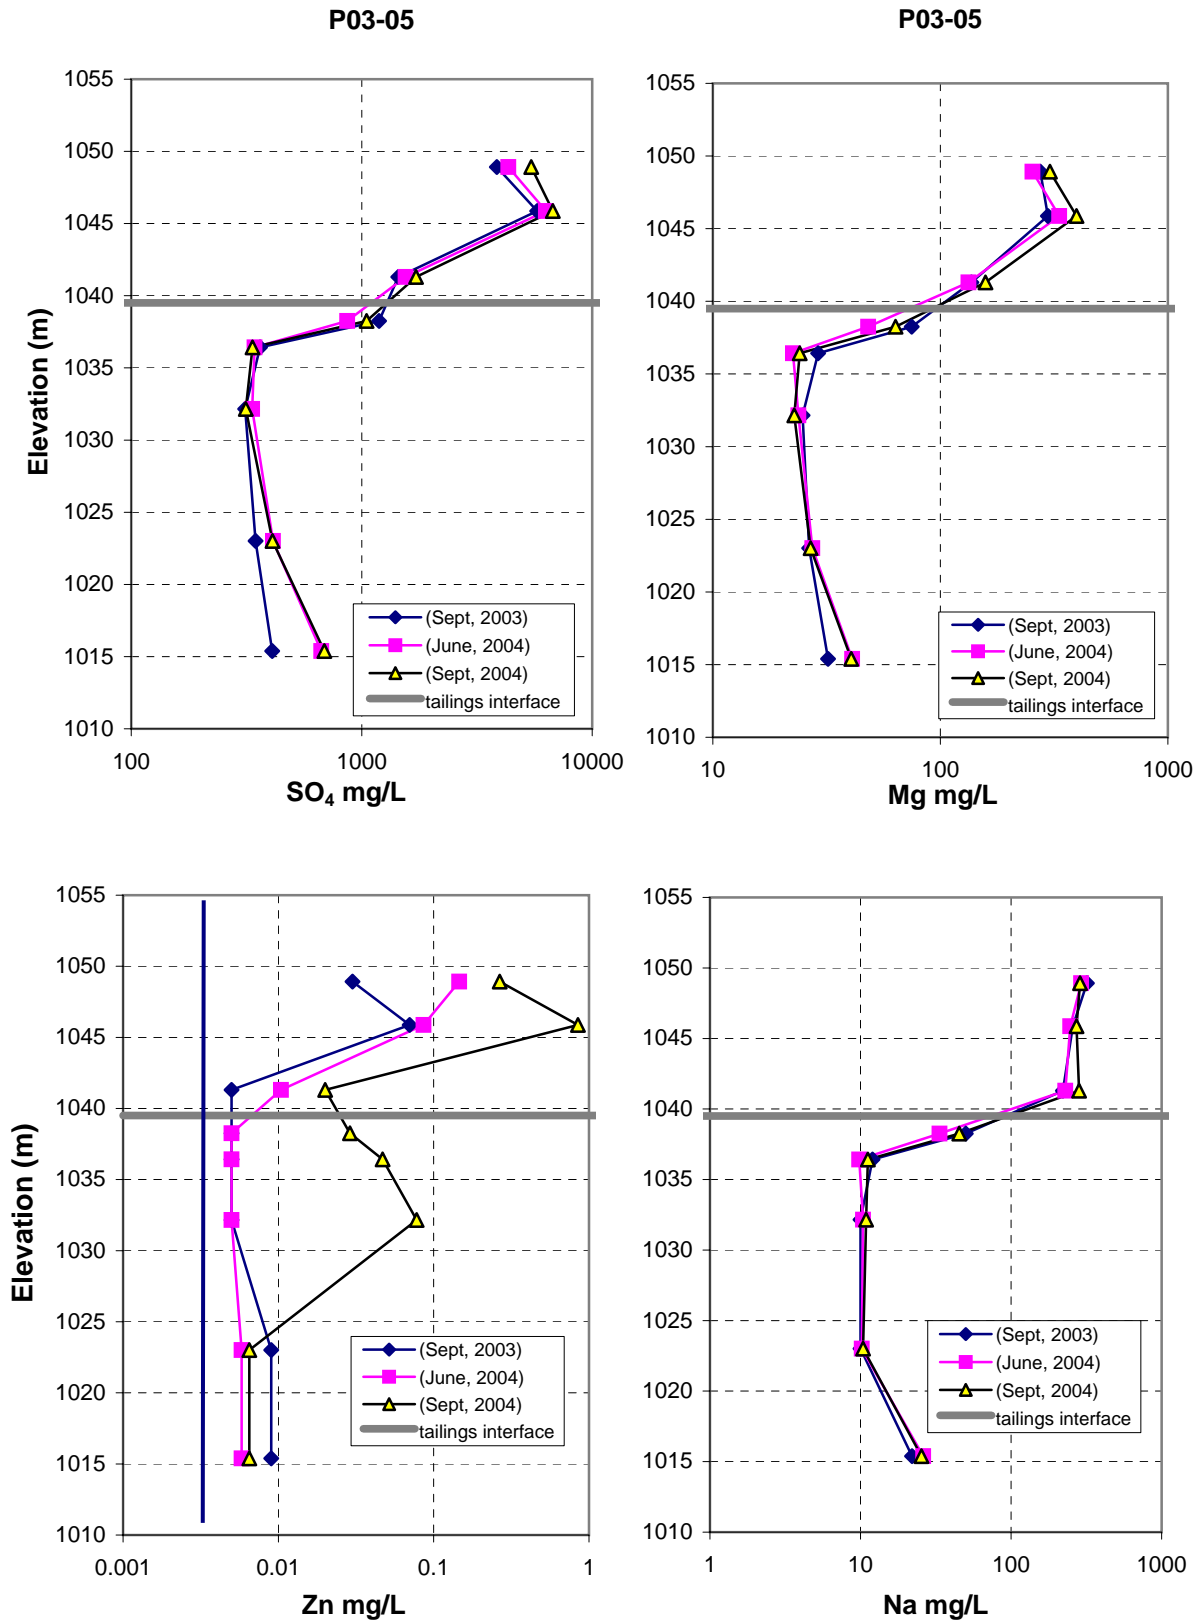 P03-05
P03-05
1055
1050
1045
1040
1035
1030
1025
1020
1015
1010
Elevation (m)
100
1000
10000
SO₄ mg/L
(Sept, 2003)
(June, 2004)
(Sept, 2004)
tailings interface
1055
1050
1045
1040
1035
1030
1025
1020
1015
1010
10
100
1000
Mg mg/L
(Sept, 2003)
(June, 2004)
(Sept, 2004)
tailings interface
1055
1050
1045
1040
1035
1030
1025
1020
1015
1010
Elevation (m)
0.001
0.01
0.1
1
Zn mg/L
(Sept, 2003)
(June, 2004)
(Sept, 2004)
tailings interface
1055
1050
1045
1040
1035
1030
1025
1020
1015
1010
1
10
100
1000
Na mg/L
(Sept, 2003)
(June, 2004)
(Sept, 2004)
tailings interface